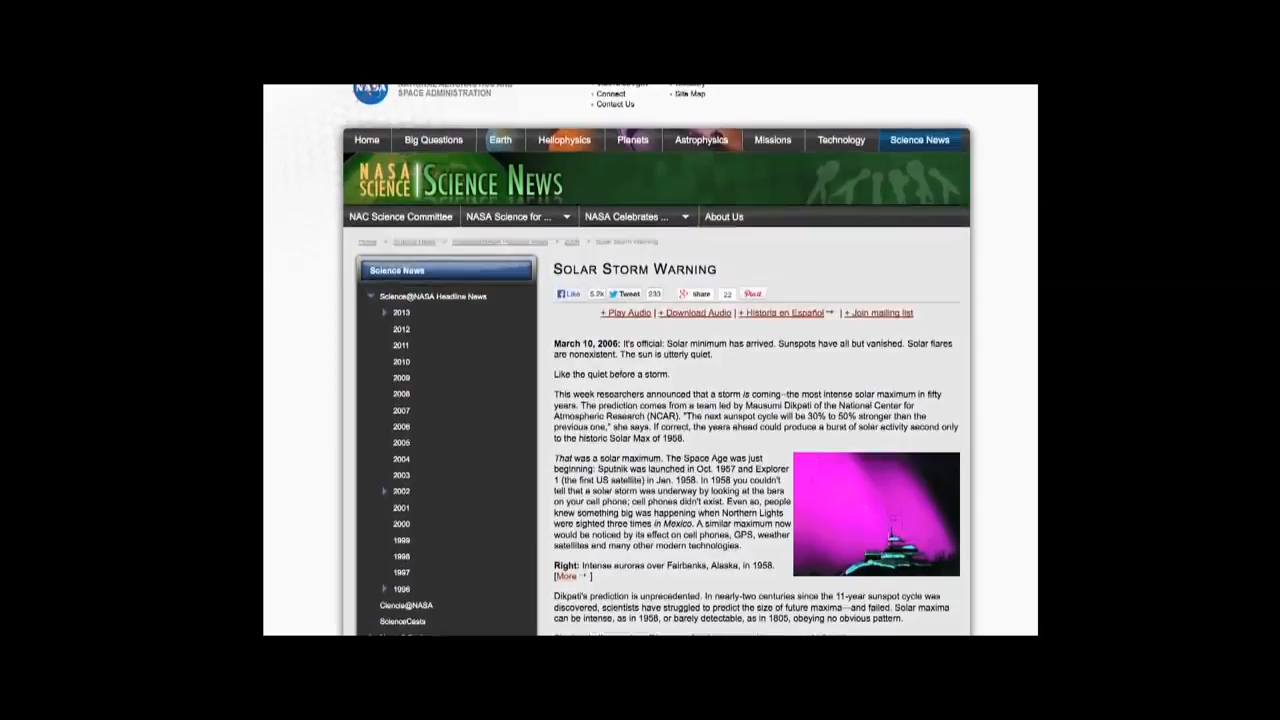 NASA
SPACE ADMINISTRATION
Connect
Site Map
Contact Us
Home
Big Questions
Earth
Heliophysics
Planets
Astrophysics
Missions
Technology
Science News
NASA
SCIENCE
SCIENCE NEWS
NAC Science Committee
NASA Science for ...
NASA Celebrates ...
About Us
Solar Storm Warning
Science News
Science@NASA Headline News
2013
2012
2011
2010
2009
2008
2007
2006
2005
2004
2003
2002
2001
2000
1999
1998
1997
1996
Ciencia@NASA
ScienceCasts
SOLAR STORM WARNING
Like 5.2k Tweet 233 Share 22 Pin it
+ Play Audio | + Download Audio | + Historia en Español | + Join mailing list
March 10, 2006: It's official: Solar minimum has arrived. Sunspots have all but vanished. Solar flares
are nonexistent. The sun is utterly quiet.
Like the quiet before a storm.
This week researchers announced that a storm is coming--the most intense solar maximum in fifty
years. The prediction comes from a team led by Mausumi Dikpati of the National Center for
Atmospheric Research (NCAR). "The next sunspot cycle will be 30% to 50% stronger than the
previous one," she says. If correct, the years ahead could produce a burst of solar activity second only
to the historic Solar Max of 1958.
That was a solar maximum. The Space Age was just
beginning: Sputnik was launched in Oct. 1957 and Explorer
1 (the first US satellite) in Jan. 1958. In 1958 you couldn't
tell that a solar storm was underway by looking at the bars
on your cell phone; cell phones didn't exist. Even so, people
knew something big was happening when Northern Lights
were sighted three times in Mexico. A similar maximum now
would be noticed by its effect on cell phones, GPS, weather
satellites and many other modern technologies.
Right: Intense auroras over Fairbanks, Alaska, in 1958.
[More]
Dikpati's prediction is unprecedented. In nearly-two centuries since the 11-year sunspot cycle was
discovered, scientists have struggled to predict the size of future maxima—and failed. Solar maxima
can be intense, as in 1958, or barely detectable, as in 1805, obeying no obvious pattern.